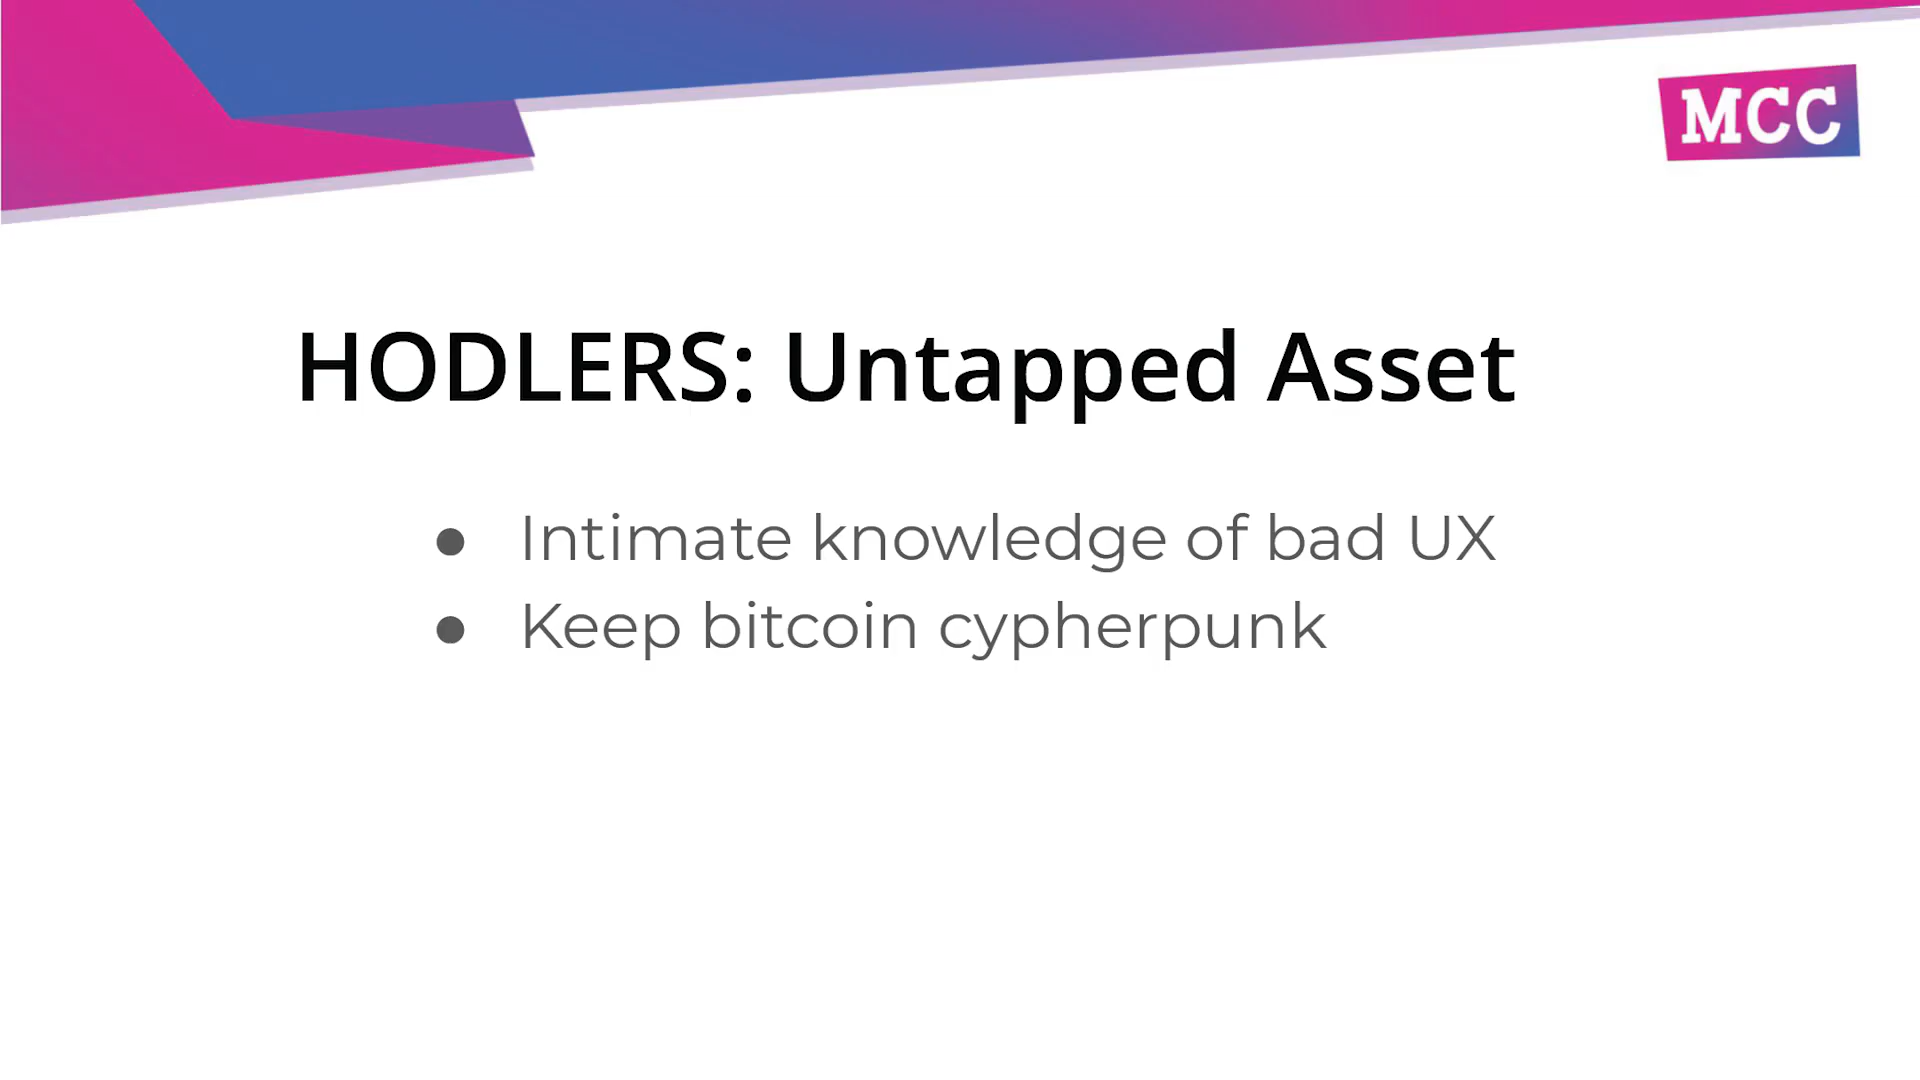 MCC
HODLERS: Untapped Asset
● Intimate knowledge of bad UX
● Keep bitcoin cypherpunk